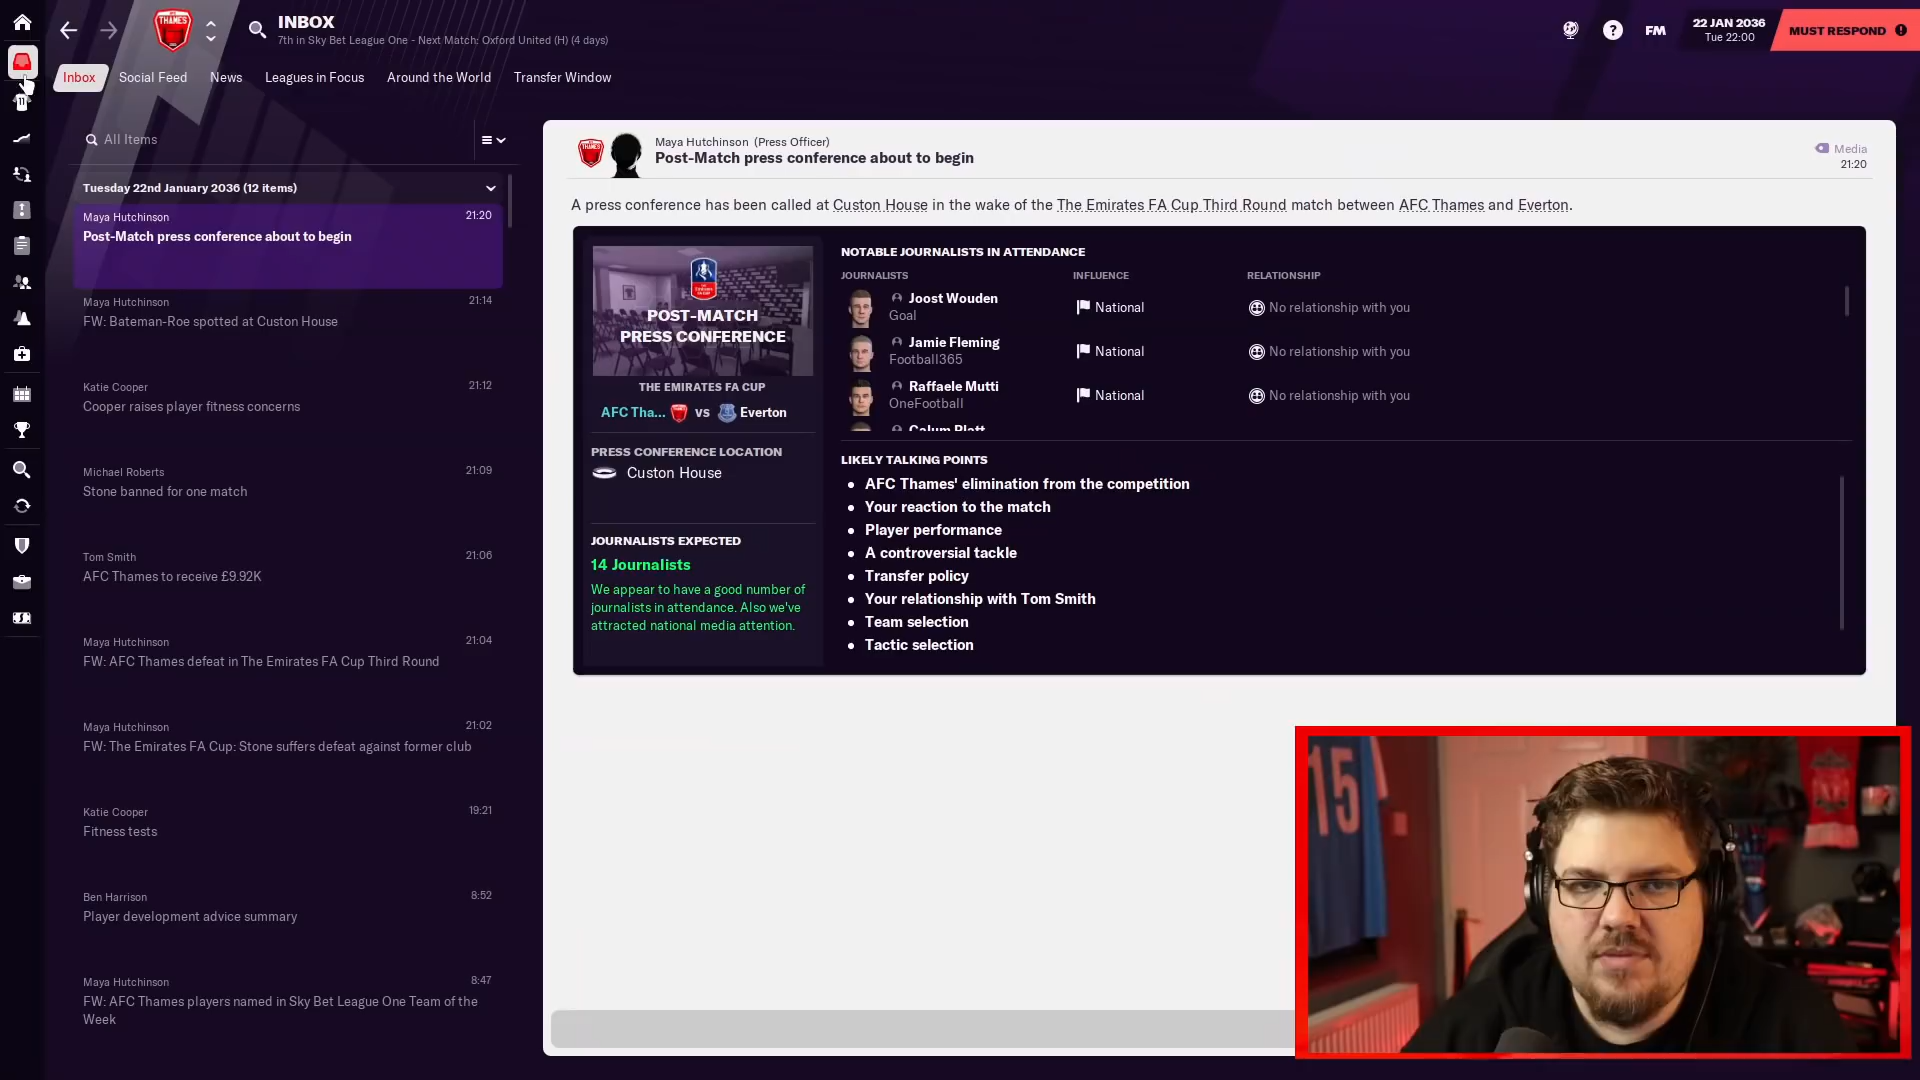 INBOX
7th in Sky Bet League One - Next Match: Oxford United (H) (4 days)
FM
22 JAN 2036
Tue 22:00
MUST RESPOND
Inbox
Social Feed
News
Leagues in Focus
Around the World
Transfer Window
All Items
Tuesday 22nd January 2036 (12 items)
Maya Hutchinson 21:20
Post-Match press conference about to begin
Maya Hutchinson 21:14
FW: Bateman-Roe spotted at Custon House
Katie Cooper 21:12
Cooper raises player fitness concerns
Michael Roberts 21:09
Stone banned for one match
Tom Smith 21:06
AFC Thames to receive £9.92K
Maya Hutchinson 21:04
FW: AFC Thames defeat in The Emirates FA Cup Third Round
Maya Hutchinson 21:02
FW: The Emirates FA Cup: Stone suffers defeat against former club
Katie Cooper 19:21
Fitness tests
Ben Harrison 8:52
Player development advice summary
Maya Hutchinson 8:47
FW: AFC Thames players named in Sky Bet League One Team of the
Week
Maya Hutchinson (Press Officer)
Post-Match press conference about to begin
Media
21:20
A press conference has been called at Custon House in the wake of the The Emirates FA Cup Third Round match between AFC Thames and Everton.
POST-MATCH
PRESS CONFERENCE
THE EMIRATES FA CUP
AFC Tha... VS Everton
PRESS CONFERENCE LOCATION
Custon House
JOURNALISTS EXPECTED
14 Journalists
We appear to have a good number of
journalists in attendance. Also we've
attracted national media attention.
NOTABLE JOURNALISTS IN ATTENDANCE
JOURNALISTS INFLUENCE RELATIONSHIP
Joost Wouden
Goal
National
No relationship with you
Jamie Fleming
Football365
National
No relationship with you
Raffaele Mutti
OneFootball
National
No relationship with you
Calum Platt
LIKELY TALKING POINTS
• AFC Thames' elimination from the competition
• Your reaction to the match
• Player performance
• A controversial tackle
• Transfer policy
• Your relationship with Tom Smith
• Team selection
• Tactic selection
THAMES
15